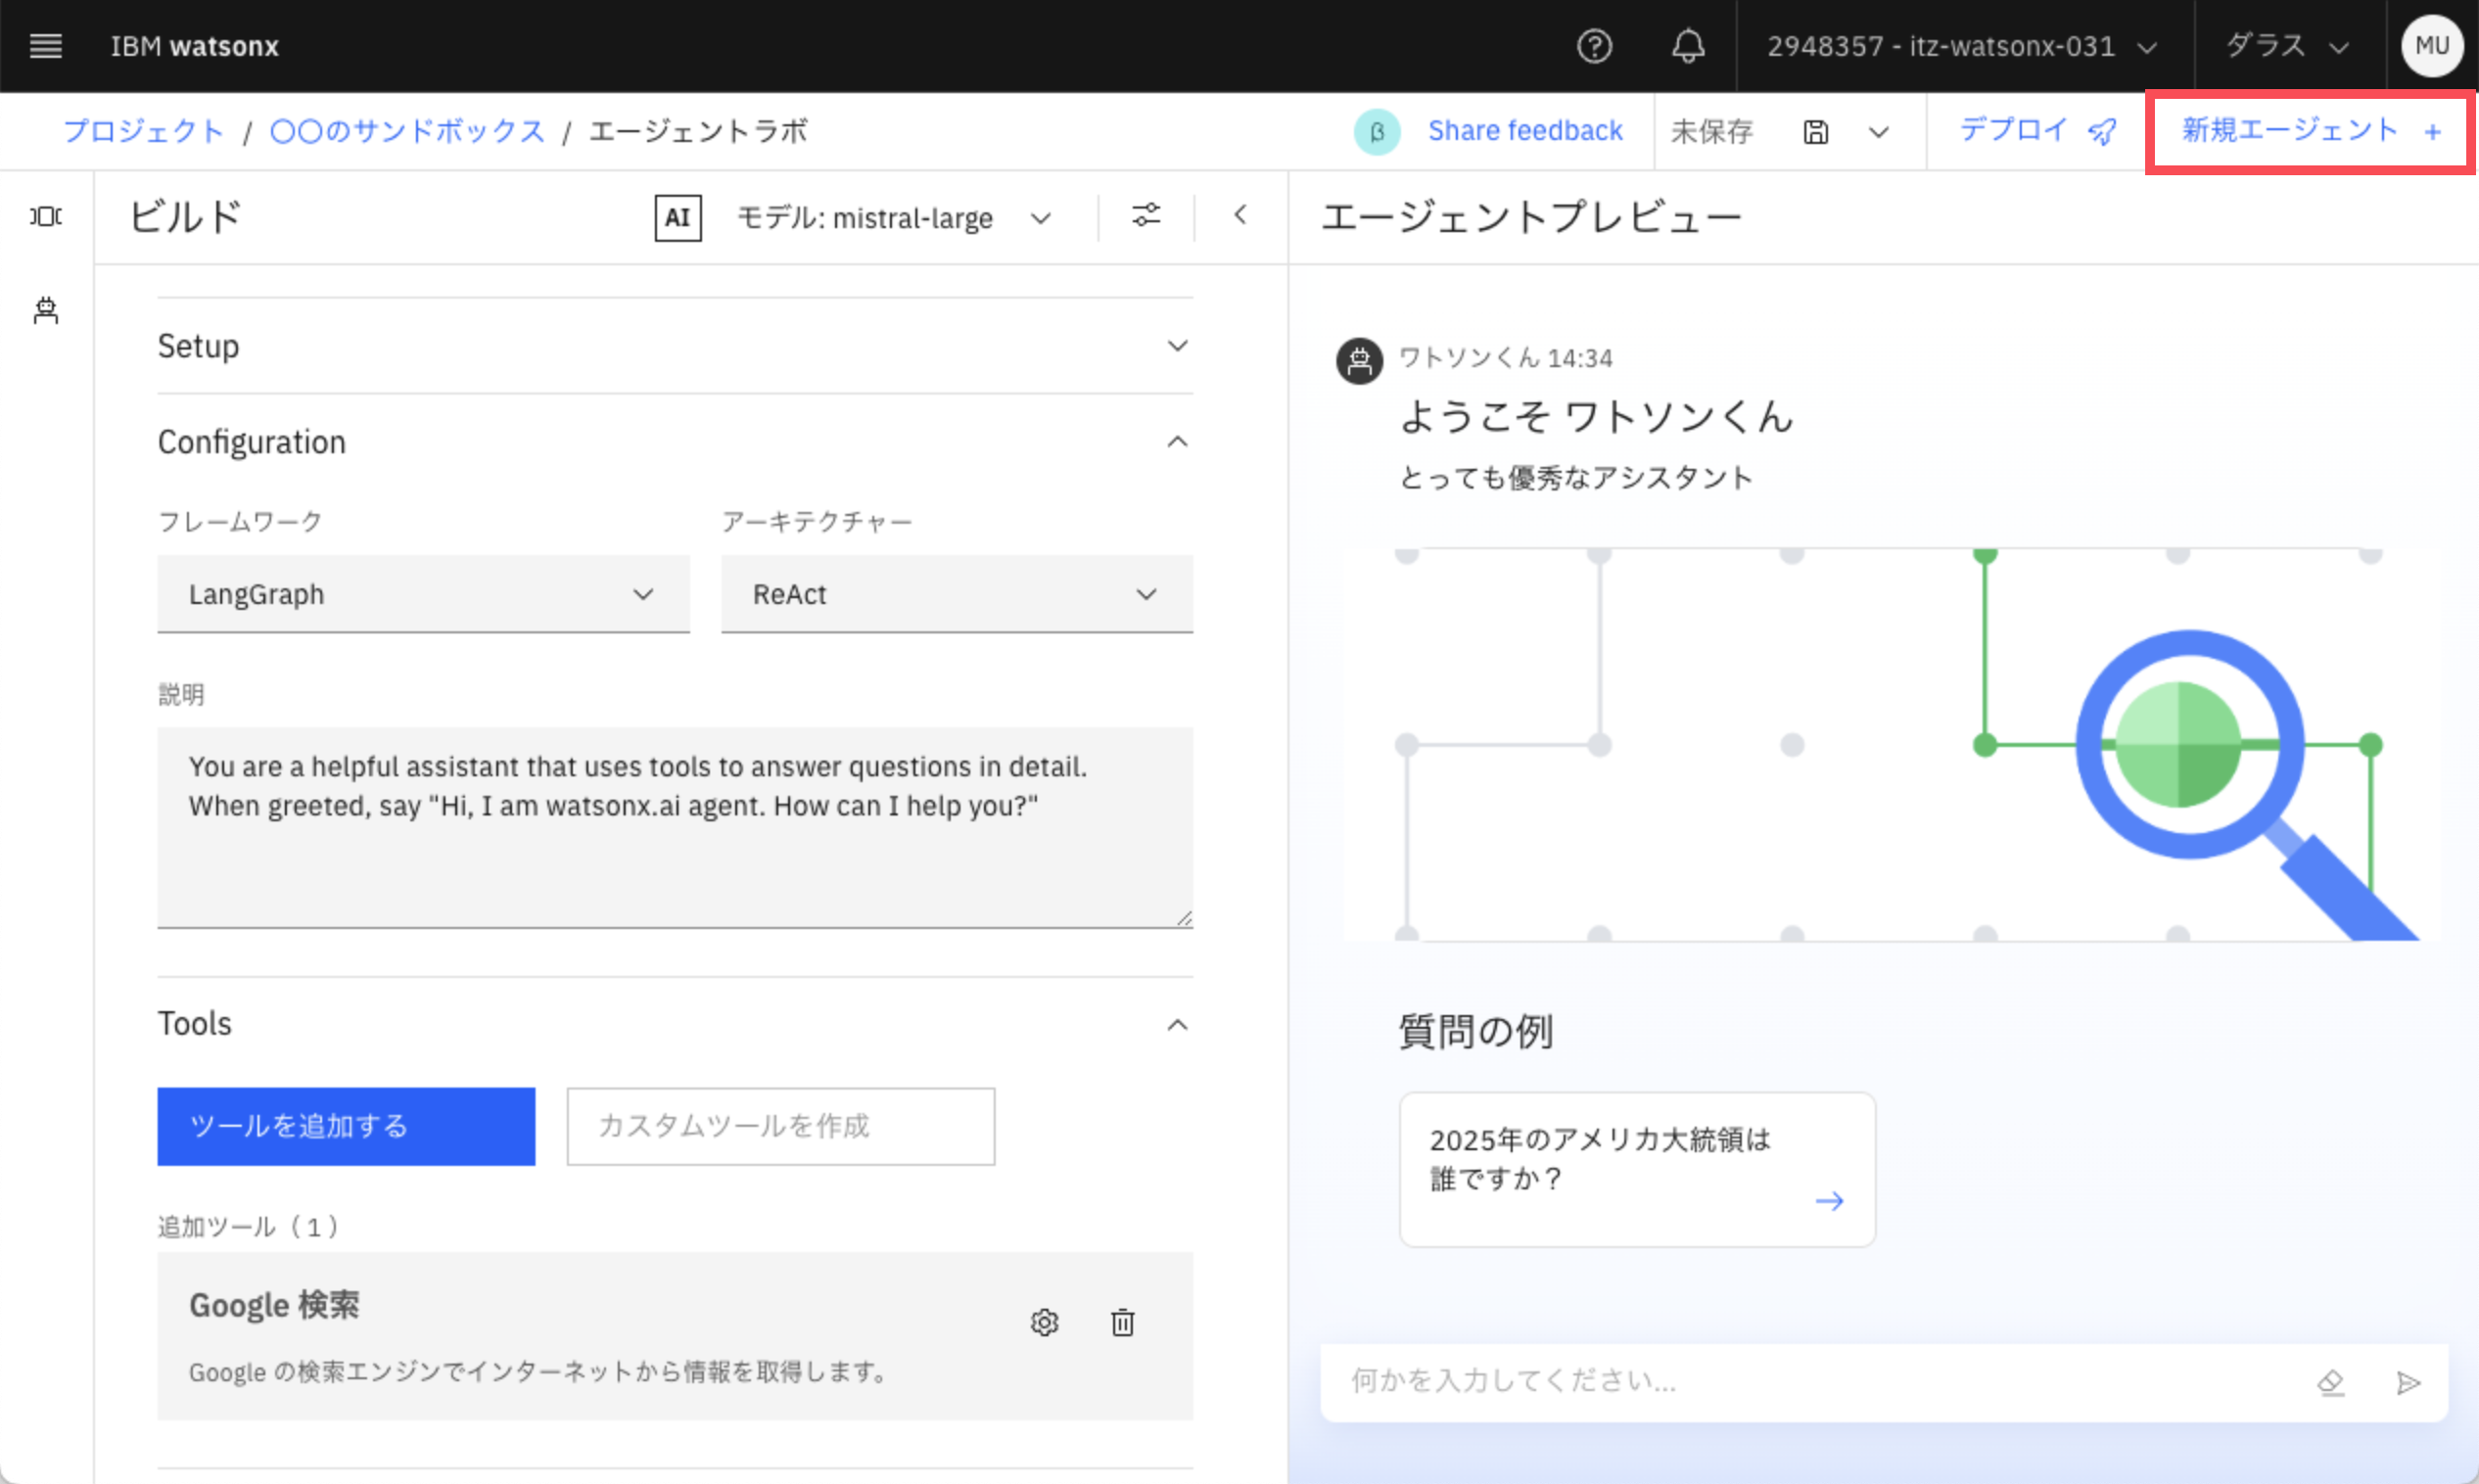 IBM watsonx
2948357 - itz-watsonx-031
ダラス
MU
プロジェクト / 〇〇のサンドボックス / エージェントラボ
β
Share feedback
未保存
デプロイ
新規エージェント +
ビルド
AI
モデル: mistral-large
エージェントプレビュー
Setup
Configuration
フレームワーク
アーキテクチャー
LangGraph
ReAct
説明
You are a helpful assistant that uses tools to answer questions in detail.
When greeted, say "Hi, I am watsonx.ai agent. How can I help you?"
Tools
ツールを追加する
カスタムツールを作成
追加ツール（1）
Google 検索
Google の検索エンジンでインターネットから情報を取得します。
ワトソンくん 14:34
ようこそ ワトソンくん
とっても優秀なアシスタント
質問の例
2025年のアメリカ大統領は
誰ですか？
何かを入力してください...